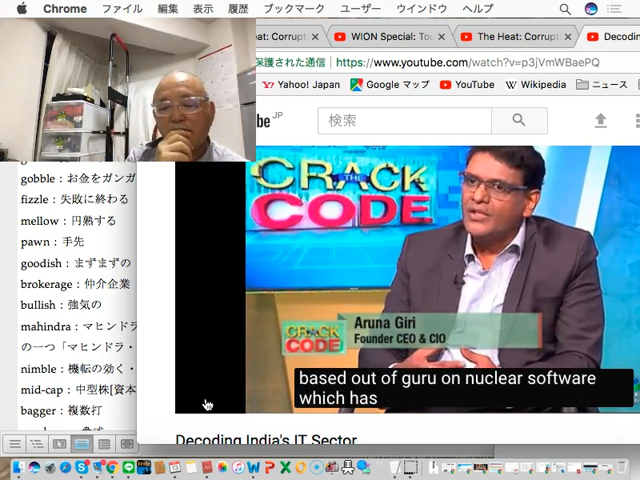 Chrome ファイル 編集 表示 履歴 ブックマーク ユーザー ウインドウ ヘルプ
eat: Corrupt
WION Special: Tou
The Heat: Corrupt
Decodin
保護された通信 | https://www.youtube.com/watch?v=p3jVmWBaePQ
Yahoo! Japan
Google マップ
YouTube
Wikipedia
ニュース
be JP
検索
gobble：お金をガンガ
fizzle：失敗に終わる
mellow：円熟する
pawn：手先
goodish：まずまずの
brokerage：仲介企業
bullish：強気の
mahindra：マヒンドラ
の一つ「マヒンドラ・
nimble：機転の効く・
mid-cap：中型株[資本
bagger：複数打
CRACK
THE
CODE
CRACK
THE
CODE
Aruna Giri
Founder CEO & CIO
based out of guru on nuclear software
which has
Decoding India's IT Sector